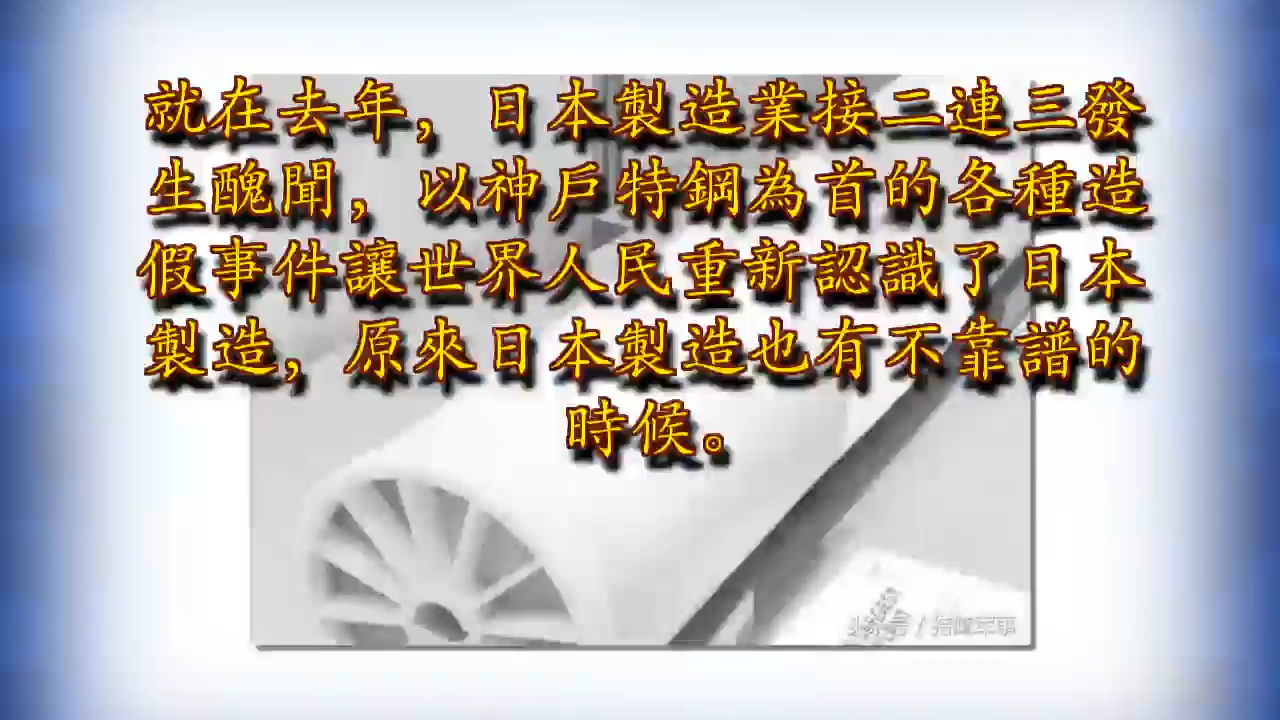 就在去年，日本製造業接二連三發
生醜聞，以神戶特鋼為首的各種造
假事件讓世界人民重新認識了日本
製造，原來日本製造也有不靠譜的
時候。